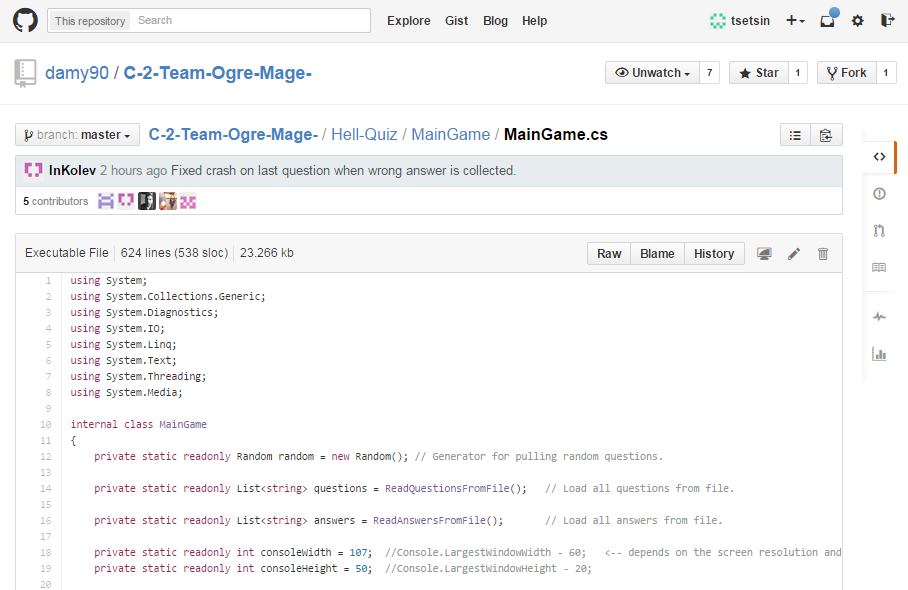 This repository Search Explore Gist Blog Help tsetsin
damy90 / C-2-Team-Ogre-Mage-
Unwatch 7 Star 1 Fork 1
branch: master C-2-Team-Ogre-Mage- / Hell-Quiz / MainGame / MainGame.cs
InKolev 2 hours ago Fixed crash on last question when wrong answer is collected.
5 contributors
Executable File 624 lines (538 sloc) 23.266 kb Raw Blame History
1 using System;
2 using System.Collections.Generic;
3 using System.Diagnostics;
4 using System.IO;
5 using System.Linq;
6 using System.Text;
7 using System.Threading;
8 using System.Media;
9
10 internal class MainGame
11 {
12 private static readonly Random random = new Random(); // Generator for pulling random questions.
13
14 private static readonly List<string> questions = ReadQuestionsFromFile(); // Load all questions from file.
15
16 private static readonly List<string> answers = ReadAnswersFromFile(); // Load all answers from file.
17
18 private static readonly int consoleWidth = 107; //Console.LargestWindowWidth - 60; <-- depends on the screen resolution and
19 private static readonly int consoleHeight = 50; //Console.LargestWindowHeight - 20;
20